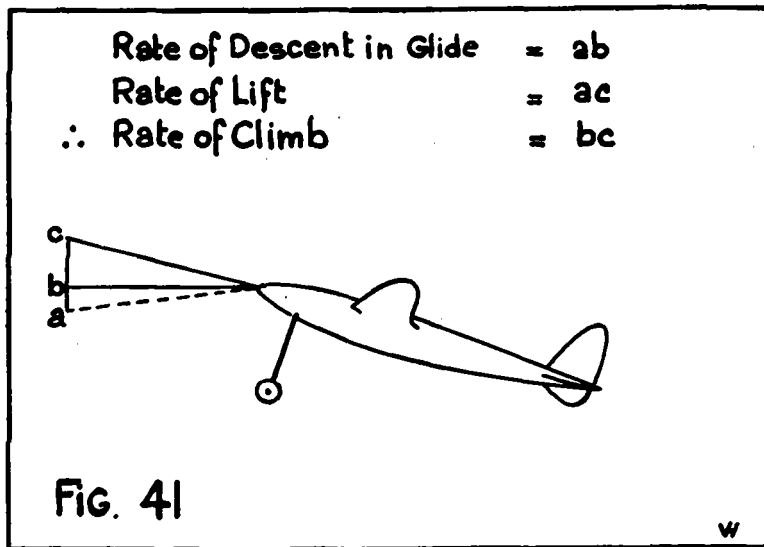 Rate of Descent in Glide = ab
Rate of Lift = ac
∴ Rate of Climb = bc
c
b
a
FIG. 41
W